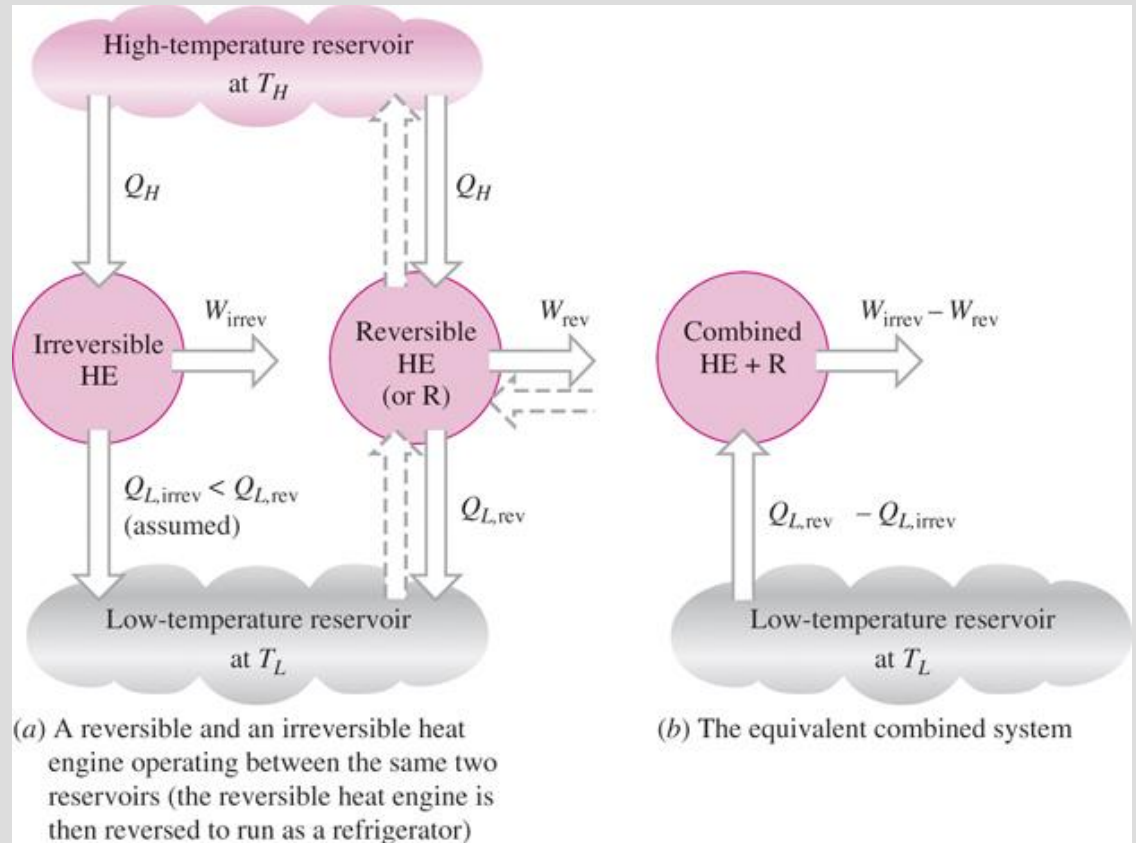 High-temperature reservoir
at T_H
Q_H
Q_H
Irreversible
HE
W_irrev
Reversible
HE
(or R)
W_rev
Combined
HE + R
W_irrev – W_rev
Q_L,irrev < Q_L,rev
(assumed)
Q_L,rev
Q_L,rev – Q_L,irrev
Low-temperature reservoir
at T_L
Low-temperature reservoir
at T_L
(a) A reversible and an irreversible heat
engine operating between the same two
reservoirs (the reversible heat engine is
then reversed to run as a refrigerator)
(b) The equivalent combined system